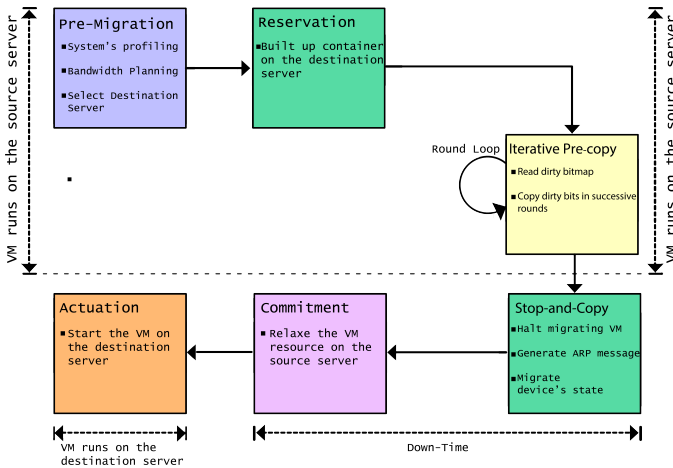 VM runs on the source server
Pre-Migration
▪System's profiling
▪Bandwidth Planning
▪Select Destination
Server
Reservation
▪Built up container
on the destination
server
VM runs on the source server
Round Loop
Iterative Pre-copy
▪Read dirty bitmap
▪Copy dirty bits in successive
rounds
▪
Actuation
▪Start the VM on
the destination
server
Commitment
▪Relaxe the VM
resource on the
source server
Stop-and-Copy
▪Halt migrating VM
▪Generate ARP message
▪Migrate
device's state
VM runs on the
destination server
Down-Time